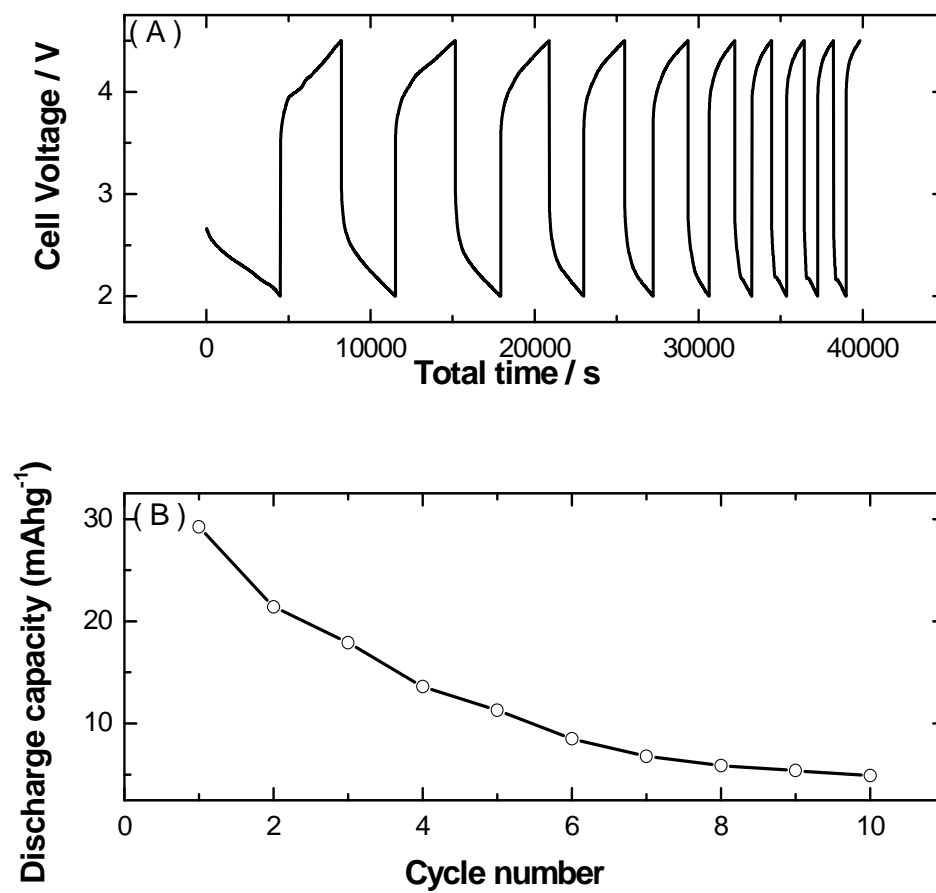 ( A )
Cell Voltage / V
4
3
2
0 10000 20000 30000 40000
Total time / s
( B )
Discharge capacity (mAhg-1)
30
20
10
0 2 4 6 8 10
Cycle number